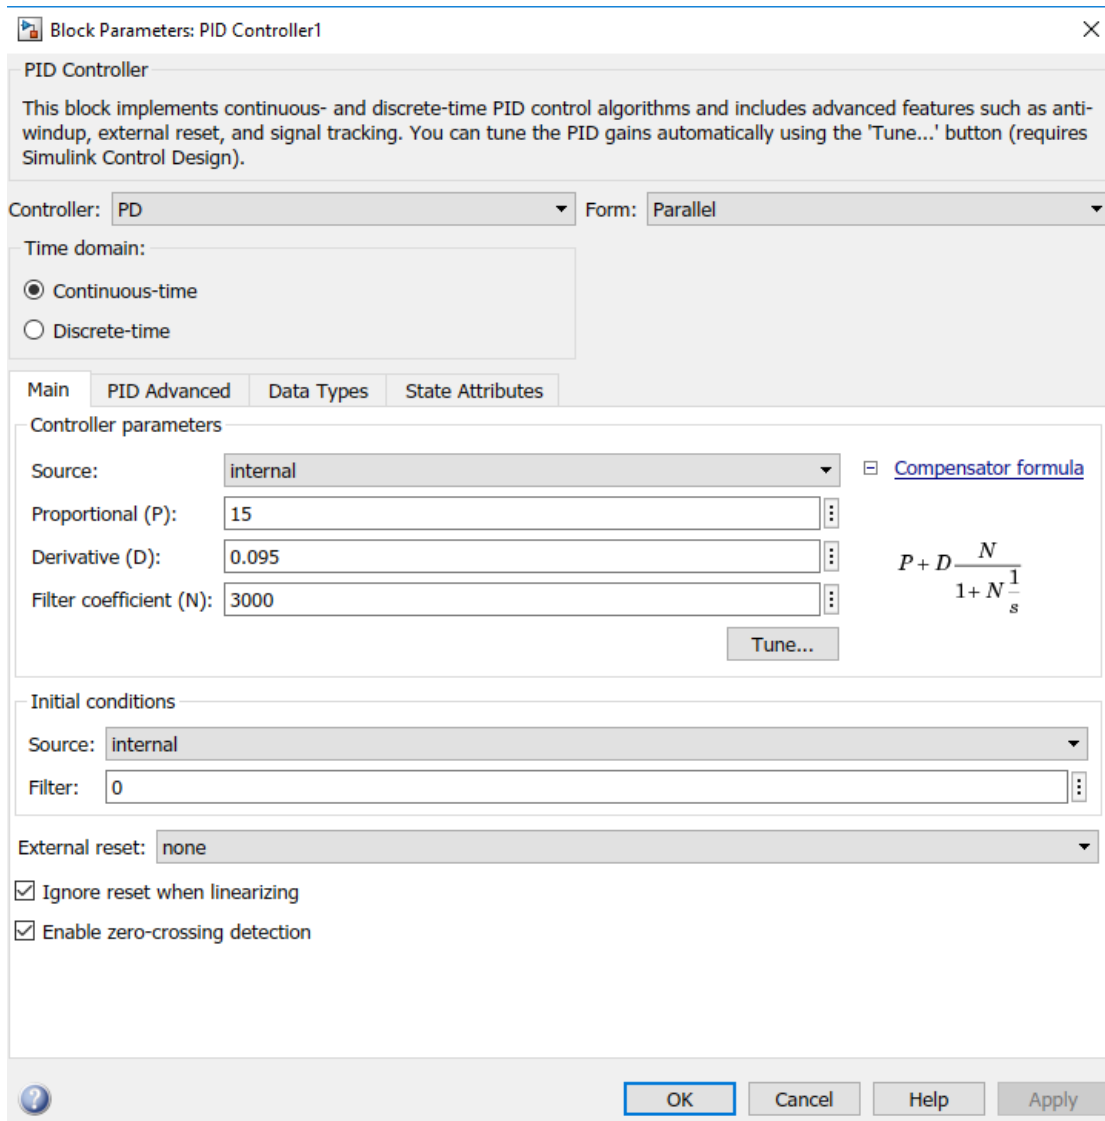 Block Parameters: PID Controller1
PID Controller
This block implements continuous- and discrete-time PID control algorithms and includes advanced features such as anti-
windup, external reset, and signal tracking. You can tune the PID gains automatically using the 'Tune...' button (requires
Simulink Control Design).
Controller: PD Form: Parallel
Time domain:
Continuous-time
Discrete-time
Main PID Advanced Data Types State Attributes
Controller parameters
Source: internal Compensator formula
Proportional (P): 15
Derivative (D): 0.095
Filter coefficient (N): 3000
P + D N / (1 + N 1/s)
Tune...
Initial conditions
Source: internal
Filter: 0
External reset: none
Ignore reset when linearizing
Enable zero-crossing detection
? OK Cancel Help Apply